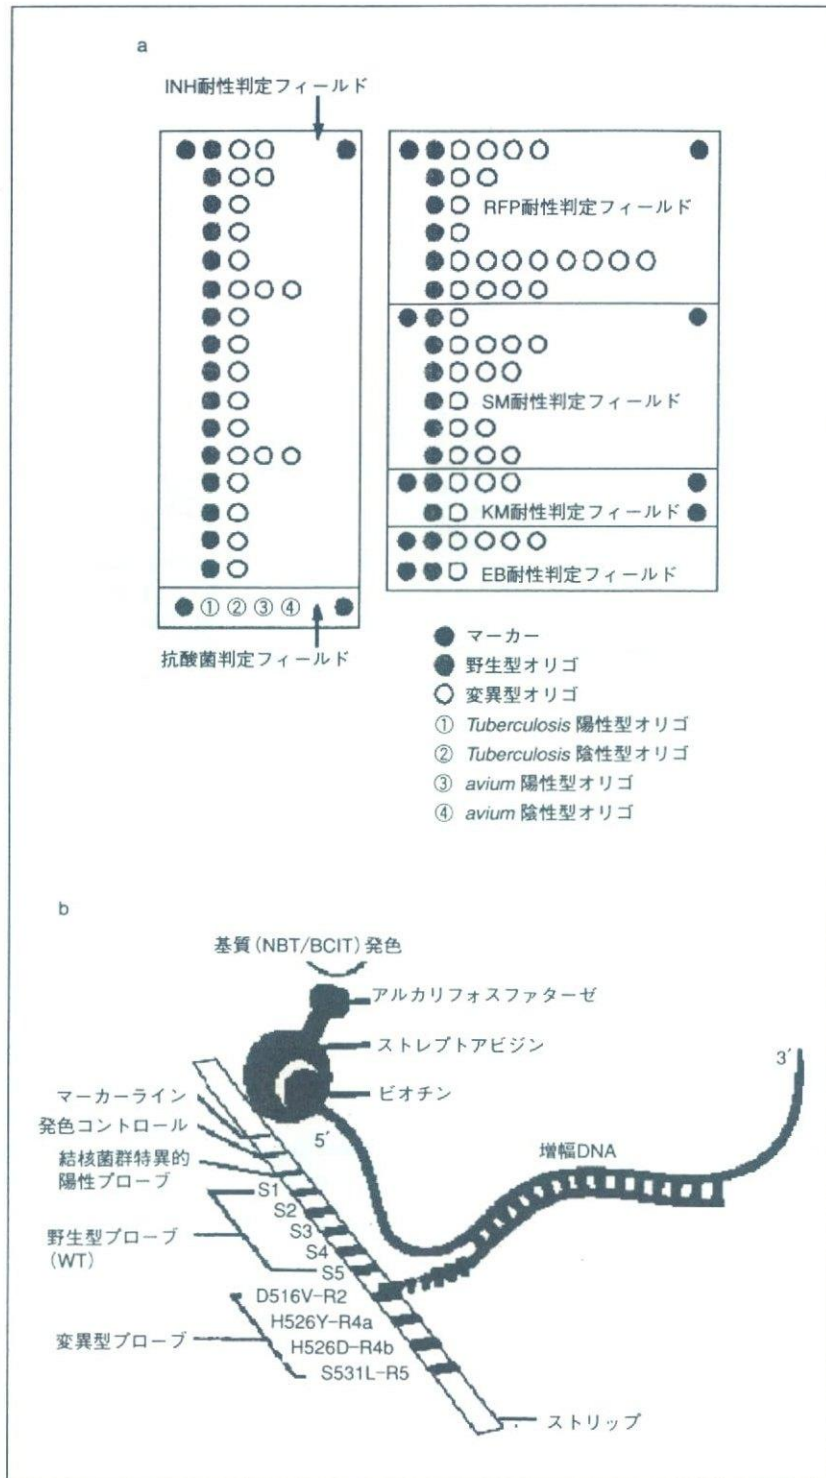 a
INH耐性判定フィールド
RFP耐性判定フィールド
SM耐性判定フィールド
KM耐性判定フィールド
EB耐性判定フィールド
① ② ③ ④
抗酸菌判定フィールド
マーカー
野生型オリゴ
変異型オリゴ
① Tuberculosis 陽性型オリゴ
② Tuberculosis 陰性型オリゴ
③ avium 陽性型オリゴ
④ avium 陰性型オリゴ
b
基質(NBT/BCIT)発色
アルカリフォスファターゼ
ストレプトアビジン
ビオチン
3´
マーカーライン
発色コントロール
5´
増幅DNA
結核菌群特異的
陽性プローブ
S1
S2
S3
野生型プローブ
(WT)
S4
S5
D516V-R2
H526Y-R4a
変異型プローブ
H526D-R4b
S531L-R5
ストリップ